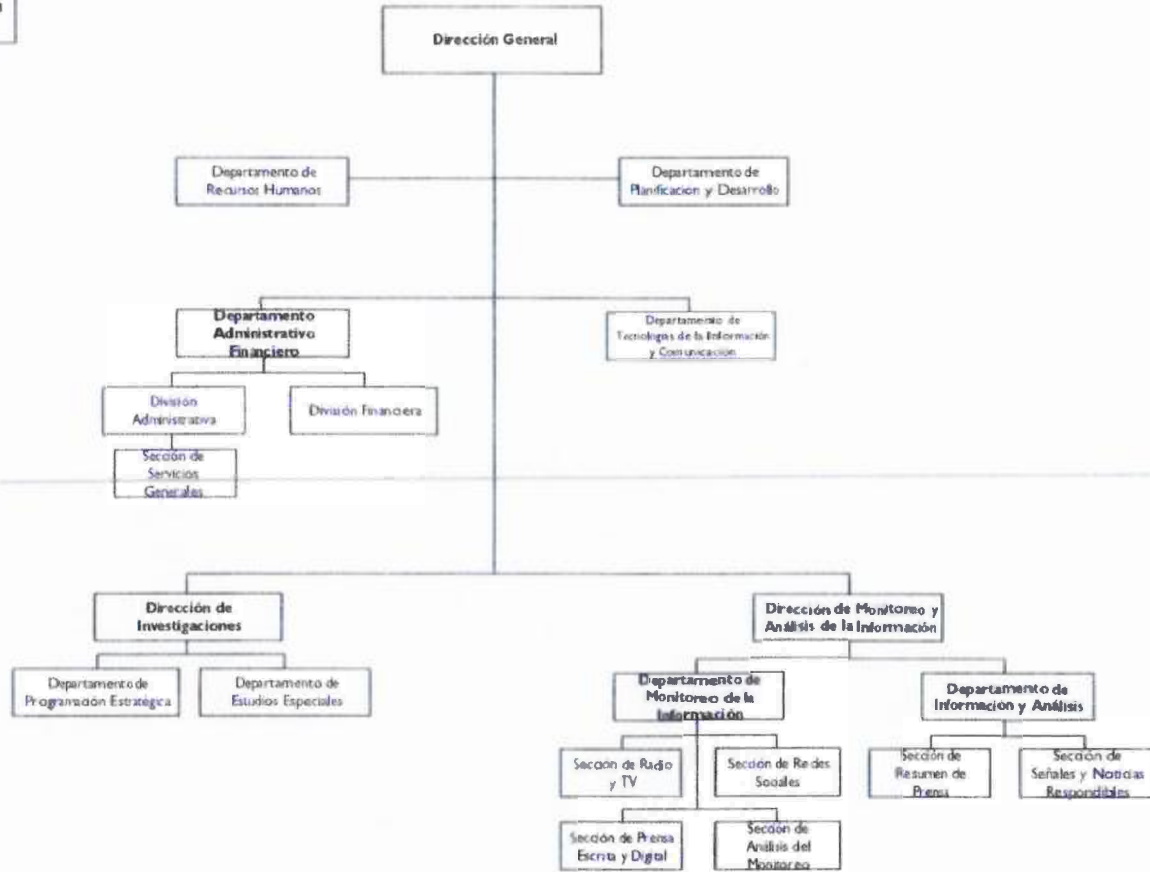 Dirección General
Departamento de
Recursos Humanos
Departamento de
Planificación y Desarrollo
Departamento
Administrativo
Financiero
Departamento de
Tecnologías de la Información
y Comunicación
División
Administrativa
División Financiera
Sección de
Servicios
Generales
Dirección de
Investigaciones
Dirección de Monitoreo y
Análisis de la Información
Departamento de
Programación Estratégica
Departamento de
Estudios Especiales
Departamento de
Monitoreo de la
Información
Departamento de
Información y Análisis
Sección de Radio
y TV
Sección de Redes
Sociales
Sección de
Resumen de
Prensa
Sección de
Señales y Noticias
Respondibles
Sección de Prensa
Escrita y Digital
Sección de
Análisis del
Monitoreo